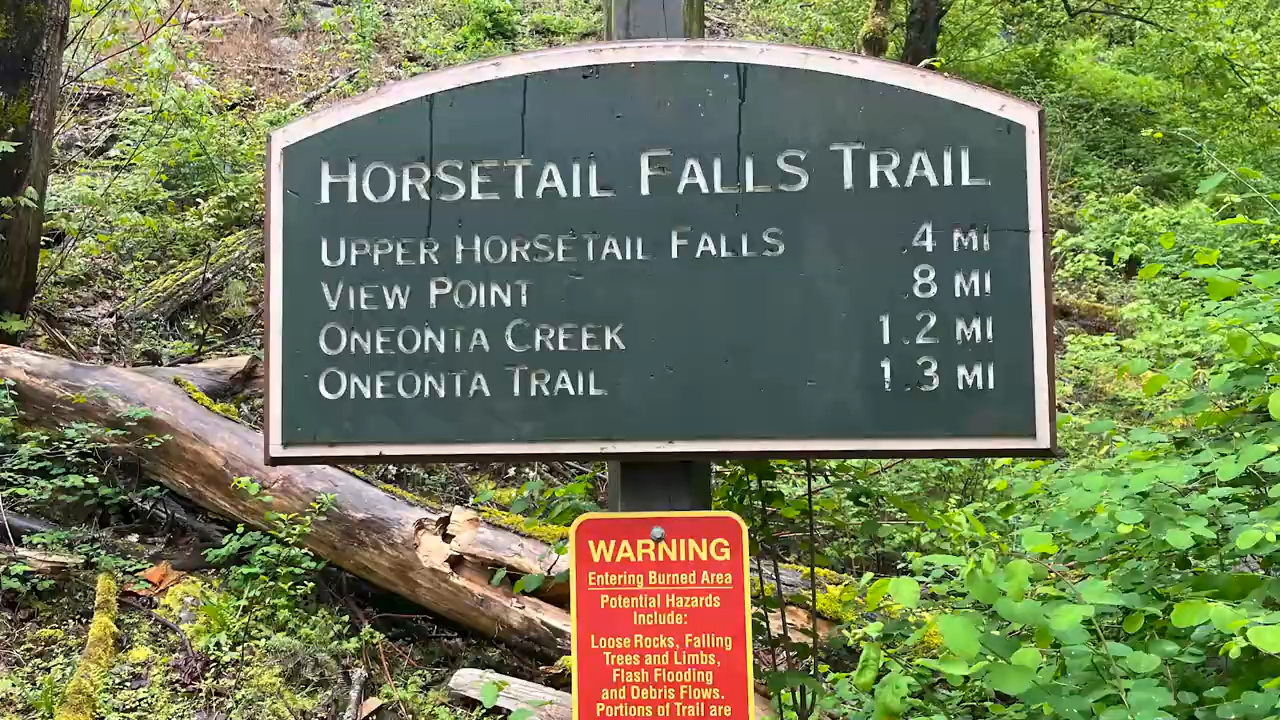 HORSETAIL FALLS TRAIL
UPPER HORSETAIL FALLS .4 MI
VIEW POINT .8 MI
ONEONTA CREEK 1.2 MI
ONEONTA TRAIL 1.3 MI
WARNING
Entering Burned Area
Potential Hazards
Include:
Loose Rocks, Falling
Trees and Limbs,
Flash Flooding
and Debris Flows.
Portions of Trail are